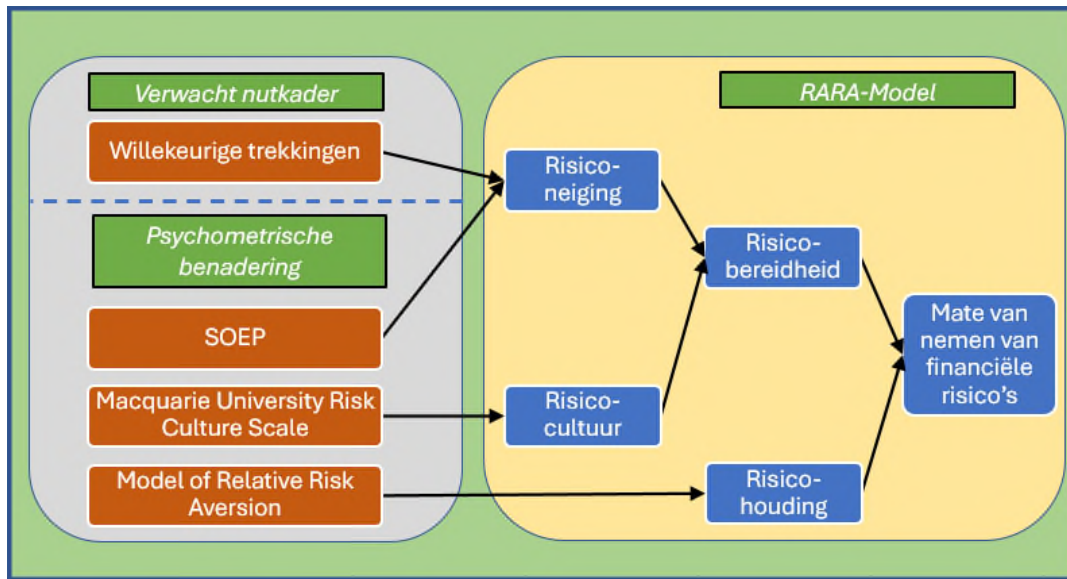 Verwacht nutkader
Willekeurige trekkingen
Psychometrische
benadering
SOEP
Macquarie University Risk
Culture Scale
Model of Relative Risk
Aversion
RARA-Model
Risico-
neiging
Risico-
bereidheid
Risico-
cultuur
Risico-
houding
Mate van
nemen van
financiële
risico's